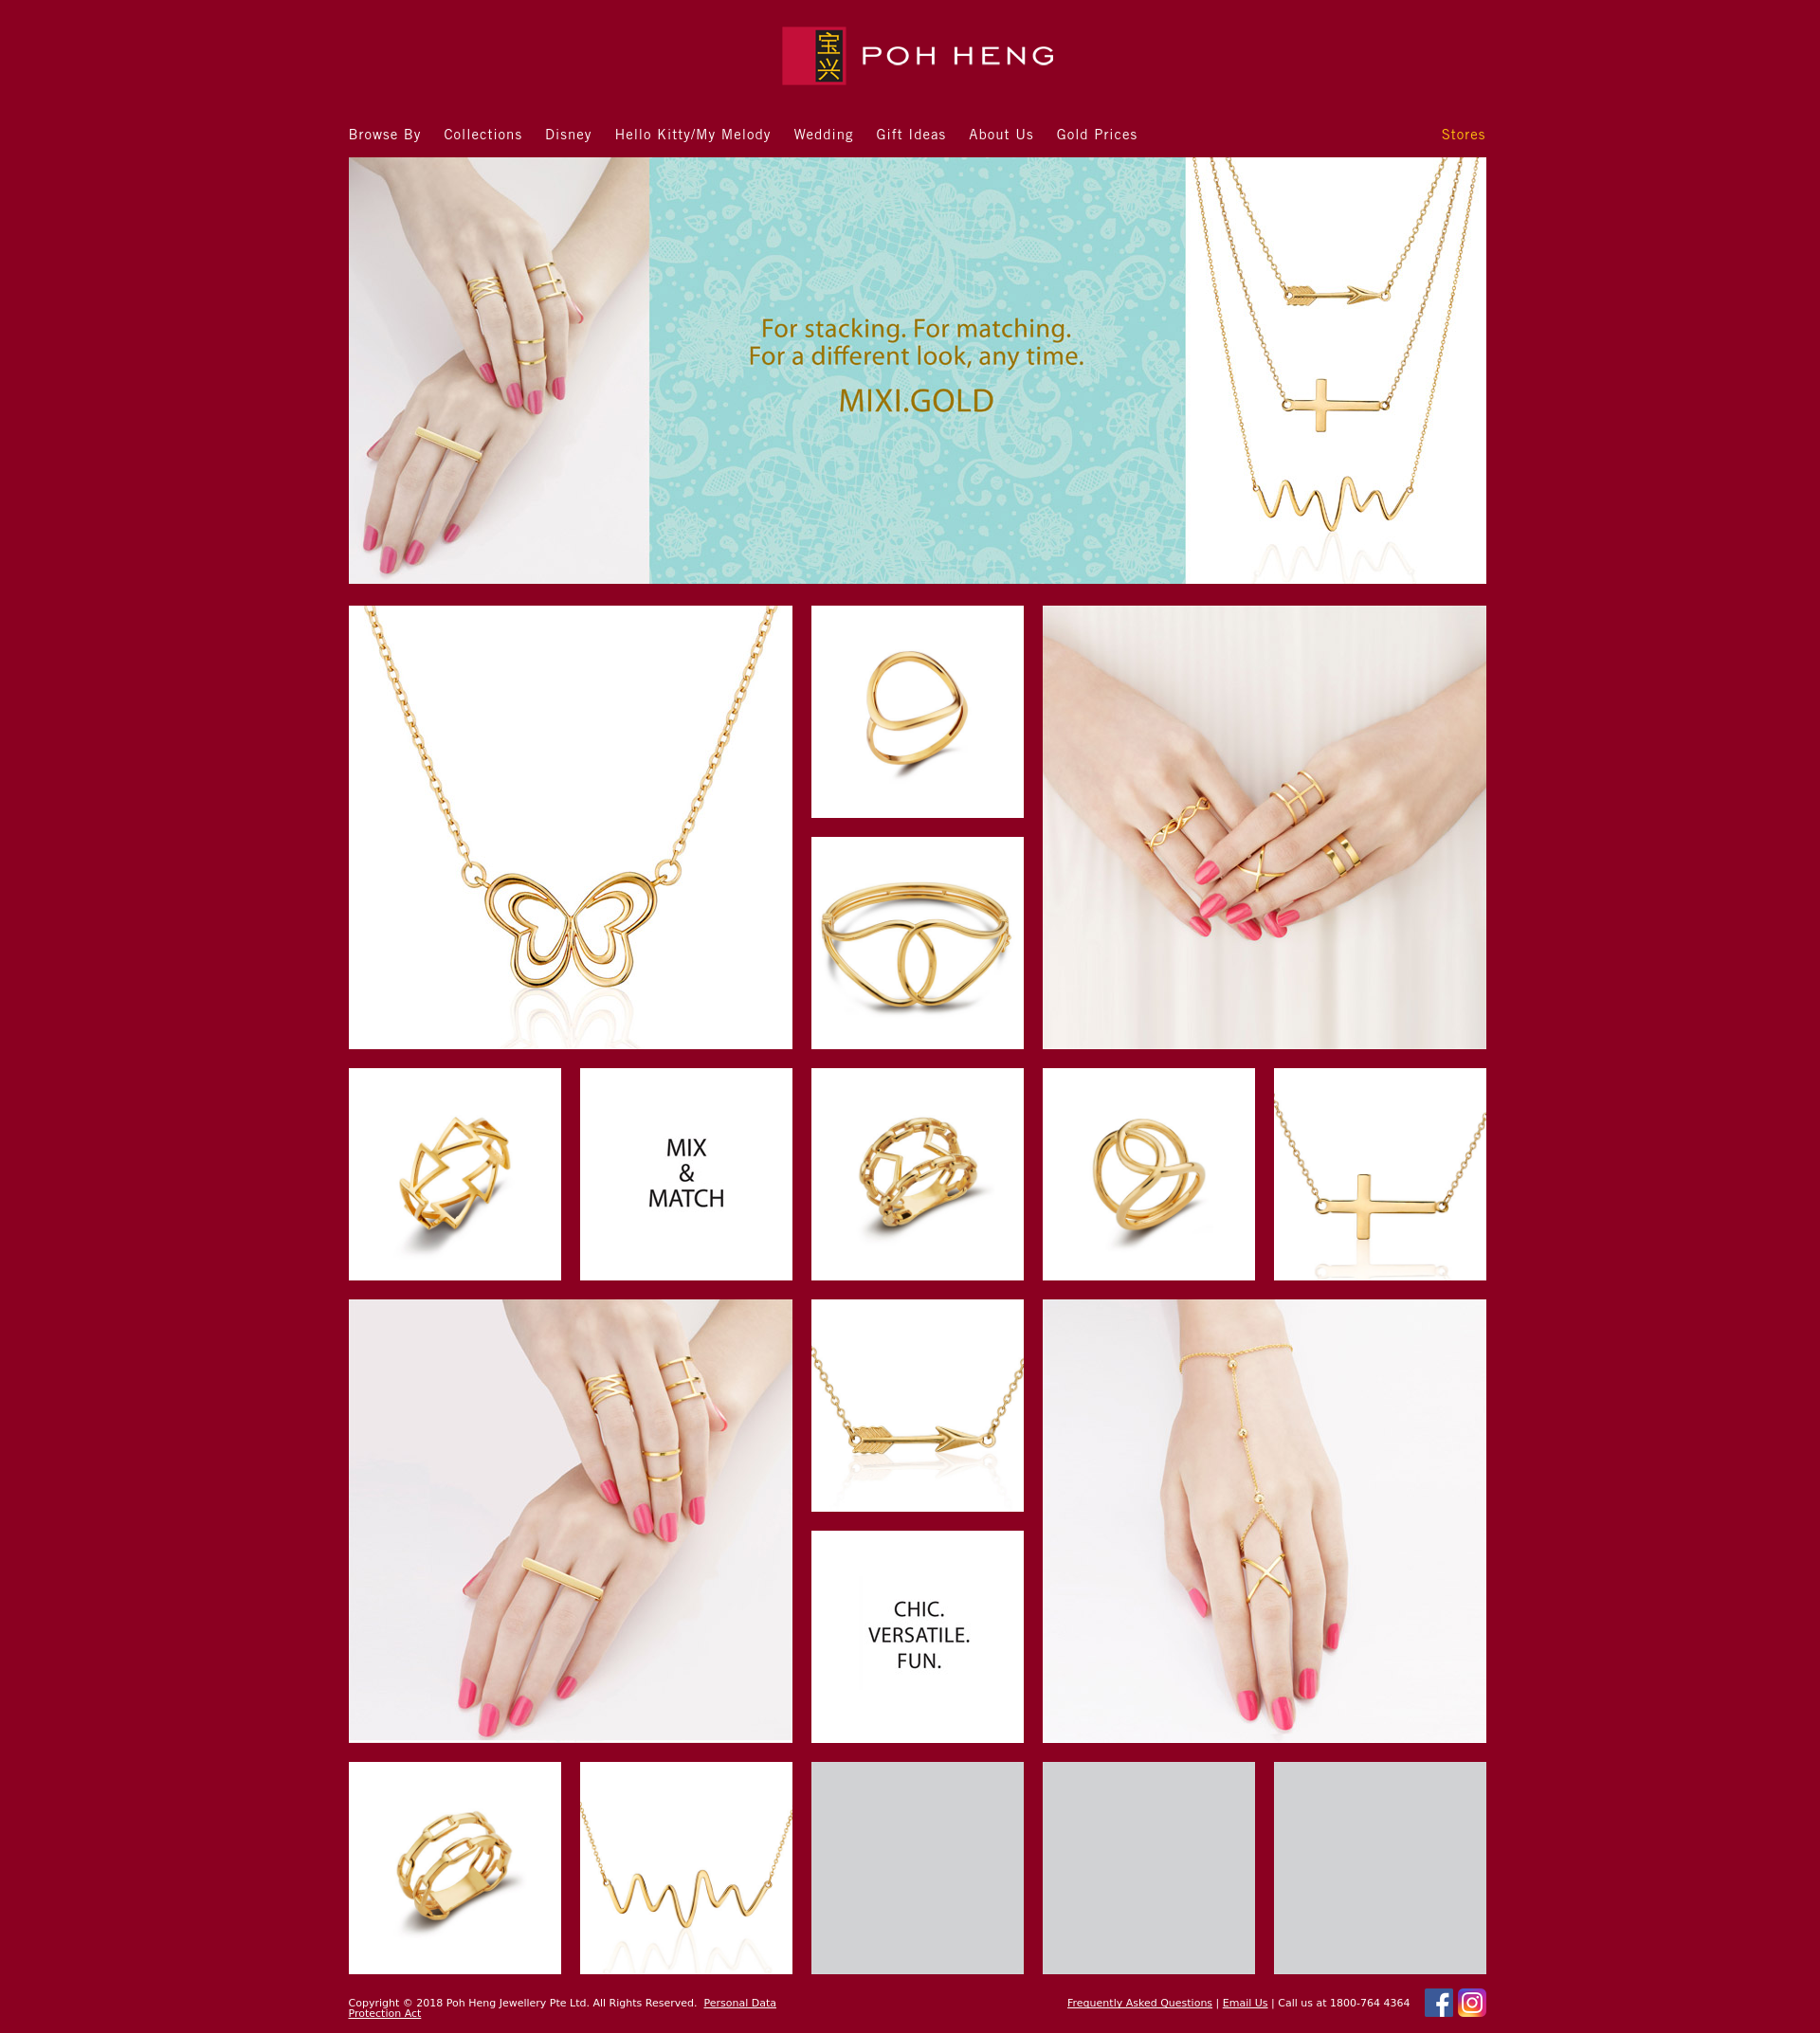 宝兴
POH HENG
Browse By Collections Disney Hello Kitty/My Melody Wedding Gift Ideas About Us Gold Prices Stores
For stacking. For matching.
For a different look, any time.
MIXI.GOLD
MIX
&
MATCH
CHIC.
VERSATILE.
FUN.
Copyright © 2018 Poh Heng Jewellery Pte Ltd. All Rights Reserved. Personal Data
Protection Act
Frequently Asked Questions | Email Us | Call us at 1800-764 4364